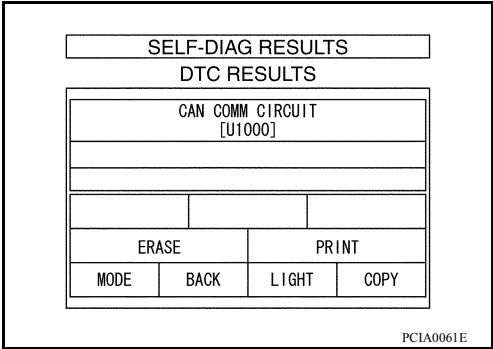 SELF-DIAG RESULTS
DTC RESULTS
CAN COMM CIRCUIT
[U1000]
ERASE PRINT
MODE BACK LIGHT COPY
PCIA0061E